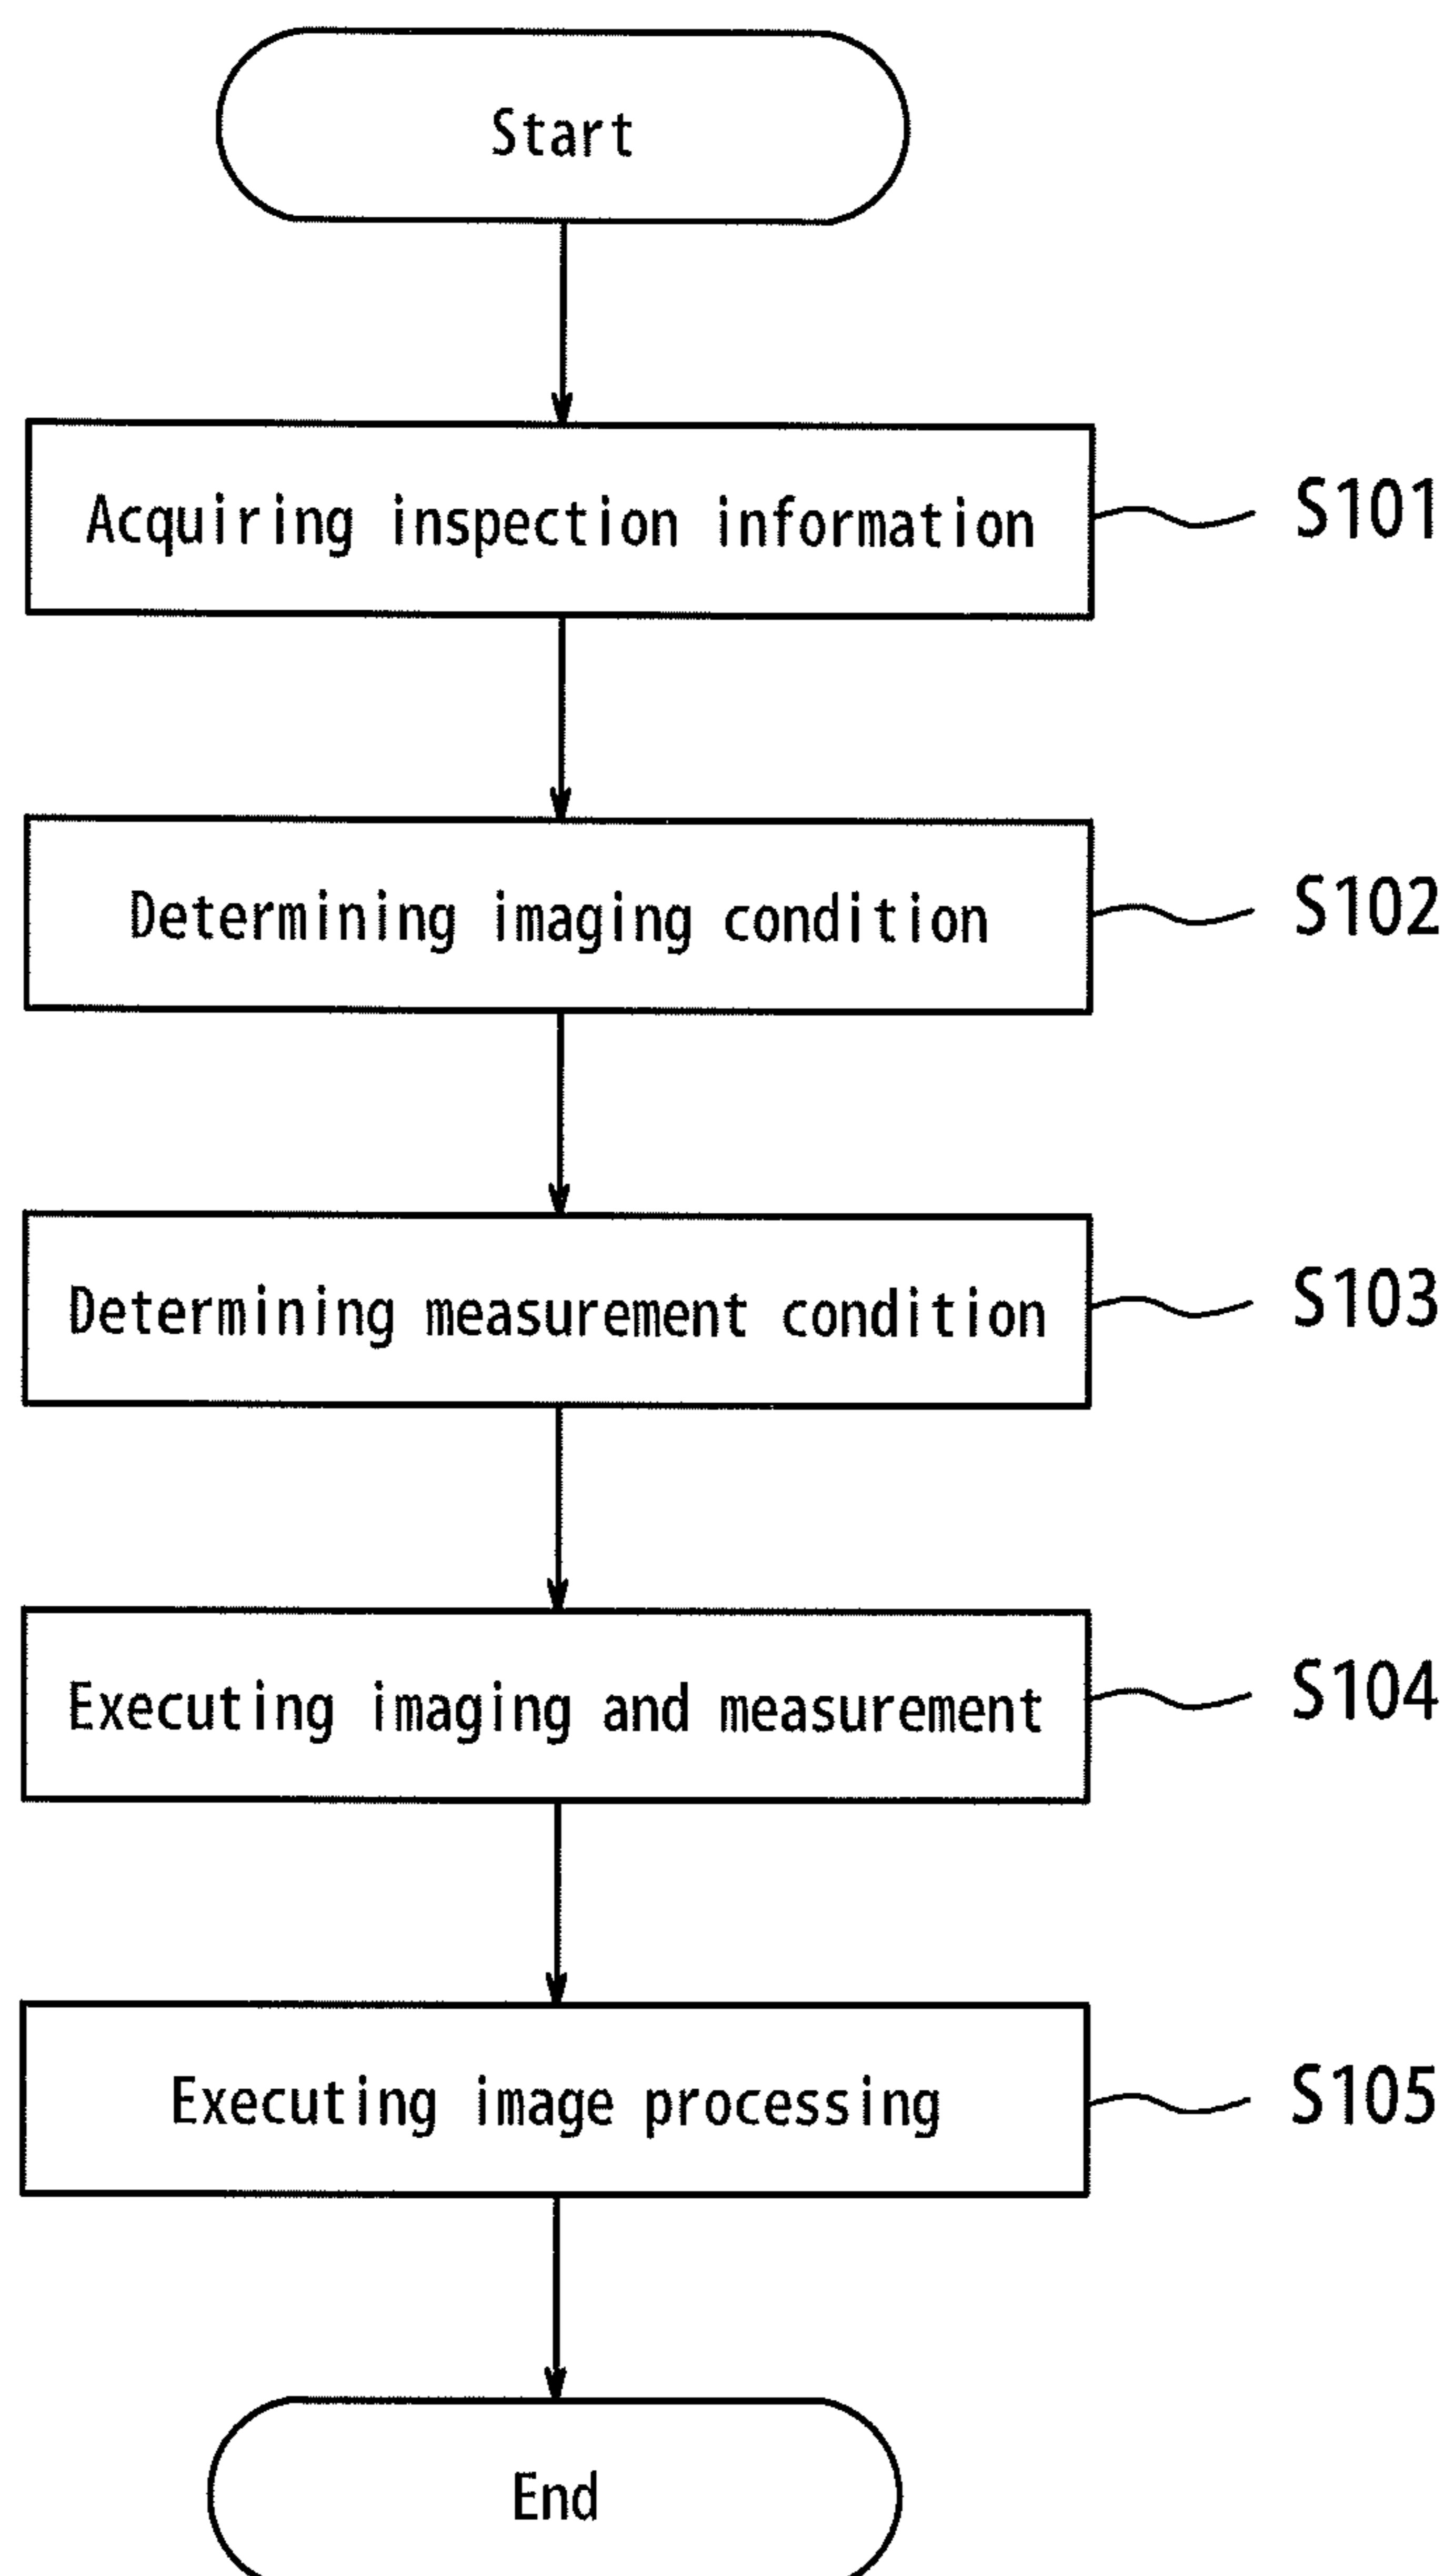 Start
Acquiring inspection information
S101
Determining imaging condition
S102
Determining measurement condition
S103
Executing imaging and measurement
S104
Executing image processing
S105
End